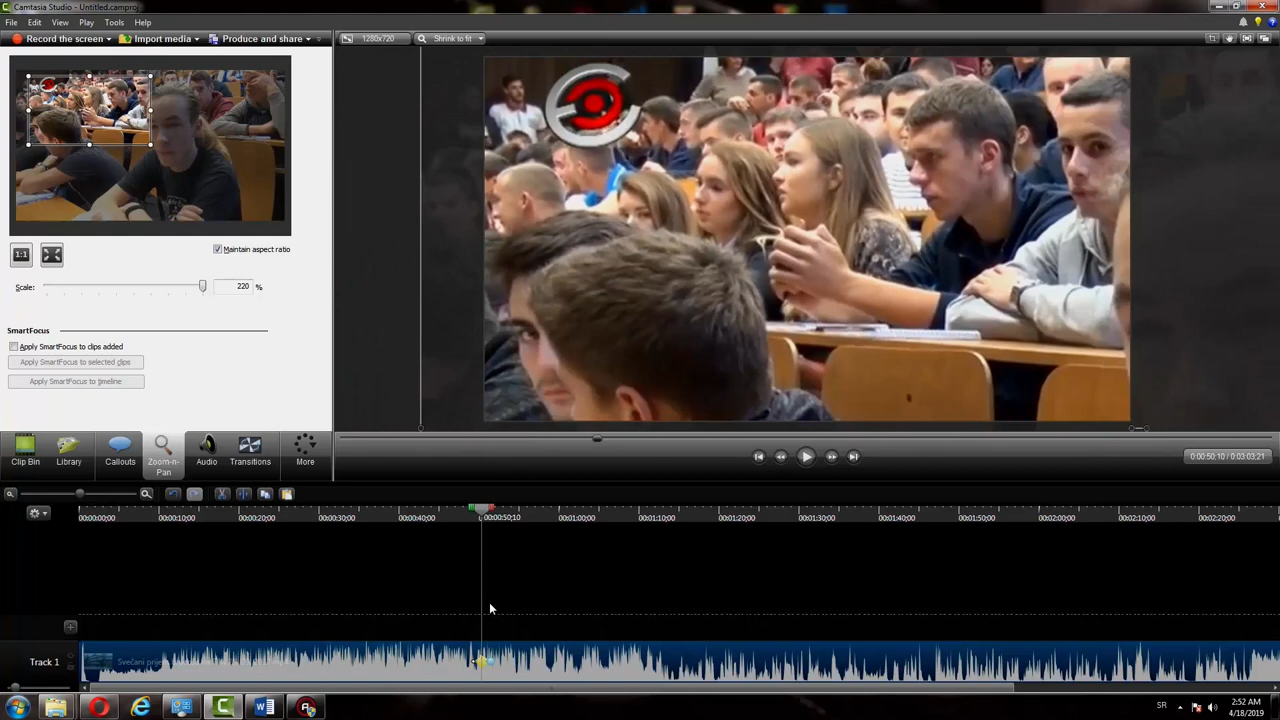 Camtasia Studio - Untitled.camproj
File Edit View Play Tools Help
Record the screen Import media Produce and share
1280x720 Shrink to fit
1:1
Maintain aspect ratio
Scale: 220 %
SmartFocus
Apply SmartFocus to clips added
Apply SmartFocus to selected clips
Apply SmartFocus to timeline
Clip Bin Library Callouts Zoom-n-Pan Audio Transitions More
0:00:50;10 / 0:03:03;21
00:00:00;00 00:00:10;00 00:00:20;00 00:00:30;00 00:00:40;00 00:00:50;10 00:01:00;00 00:01:10;00 00:01:20;00 00:01:30;00 00:01:40;00 00:01:50;00 00:02:00;00 00:02:10;00 00:02:20;00
Track 1 Svečani prijem
SR 2:52 AM
4/18/2019